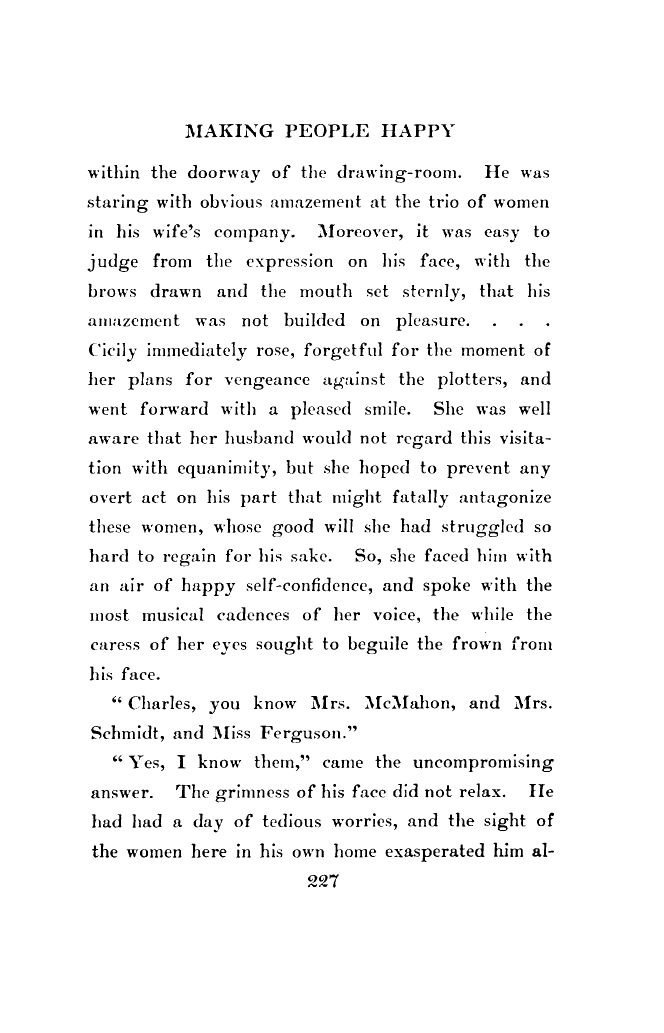 MAKING PEOPLE HAPPY
within the doorway of the drawing-room. He was
staring with obvious amazement at the trio of women
in his wife's company. Moreover, it was easy to
judge from the expression on his face, with the
brows drawn and the mouth set sternly, that his
amazement was not builded on pleasure. . . .
Cicily immediately rose, forgetful for the moment of
her plans for vengeance against the plotters, and
went forward with a pleased smile. She was well
aware that her husband would not regard this visita-
tion with equanimity, but she hoped to prevent any
overt act on his part that might fatally antagonize
these women, whose good will she had struggled so
hard to regain for his sake. So, she faced him with
an air of happy self-confidence, and spoke with the
most musical cadences of her voice, the while the
caress of her eyes sought to beguile the frown from
his face.
“ Charles, you know Mrs. McMahon, and Mrs.
Schmidt, and Miss Ferguson.”
“ Yes, I know them,” came the uncompromising
answer. The grimness of his face did not relax. He
had had a day of tedious worries, and the sight of
the women here in his own home exasperated him al-
227